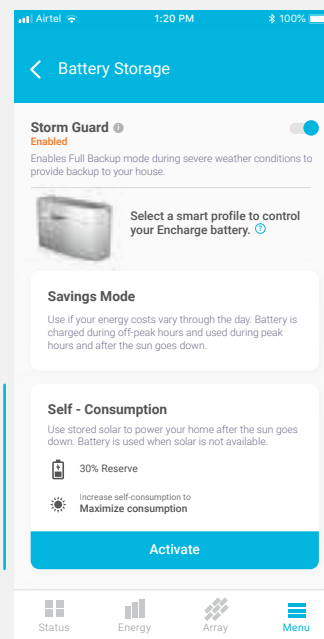 Airtel 1:20 PM 100%
Battery Storage
Storm Guard
Enabled
Enables Full Backup mode during severe weather conditions to
provide backup to your house.
Select a smart profile to control
your Encharge battery.
Savings Mode
Use if your energy costs vary through the day. Battery is
charged during off-peak hours and used during peak
hours and after the sun goes down.
Self - Consumption
Use stored solar to power your home after the sun goes
down. Battery is used when solar is not available.
30% Reserve
Increase self-consumption to
Maximize consumption
Activate
Status Energy Array Menu